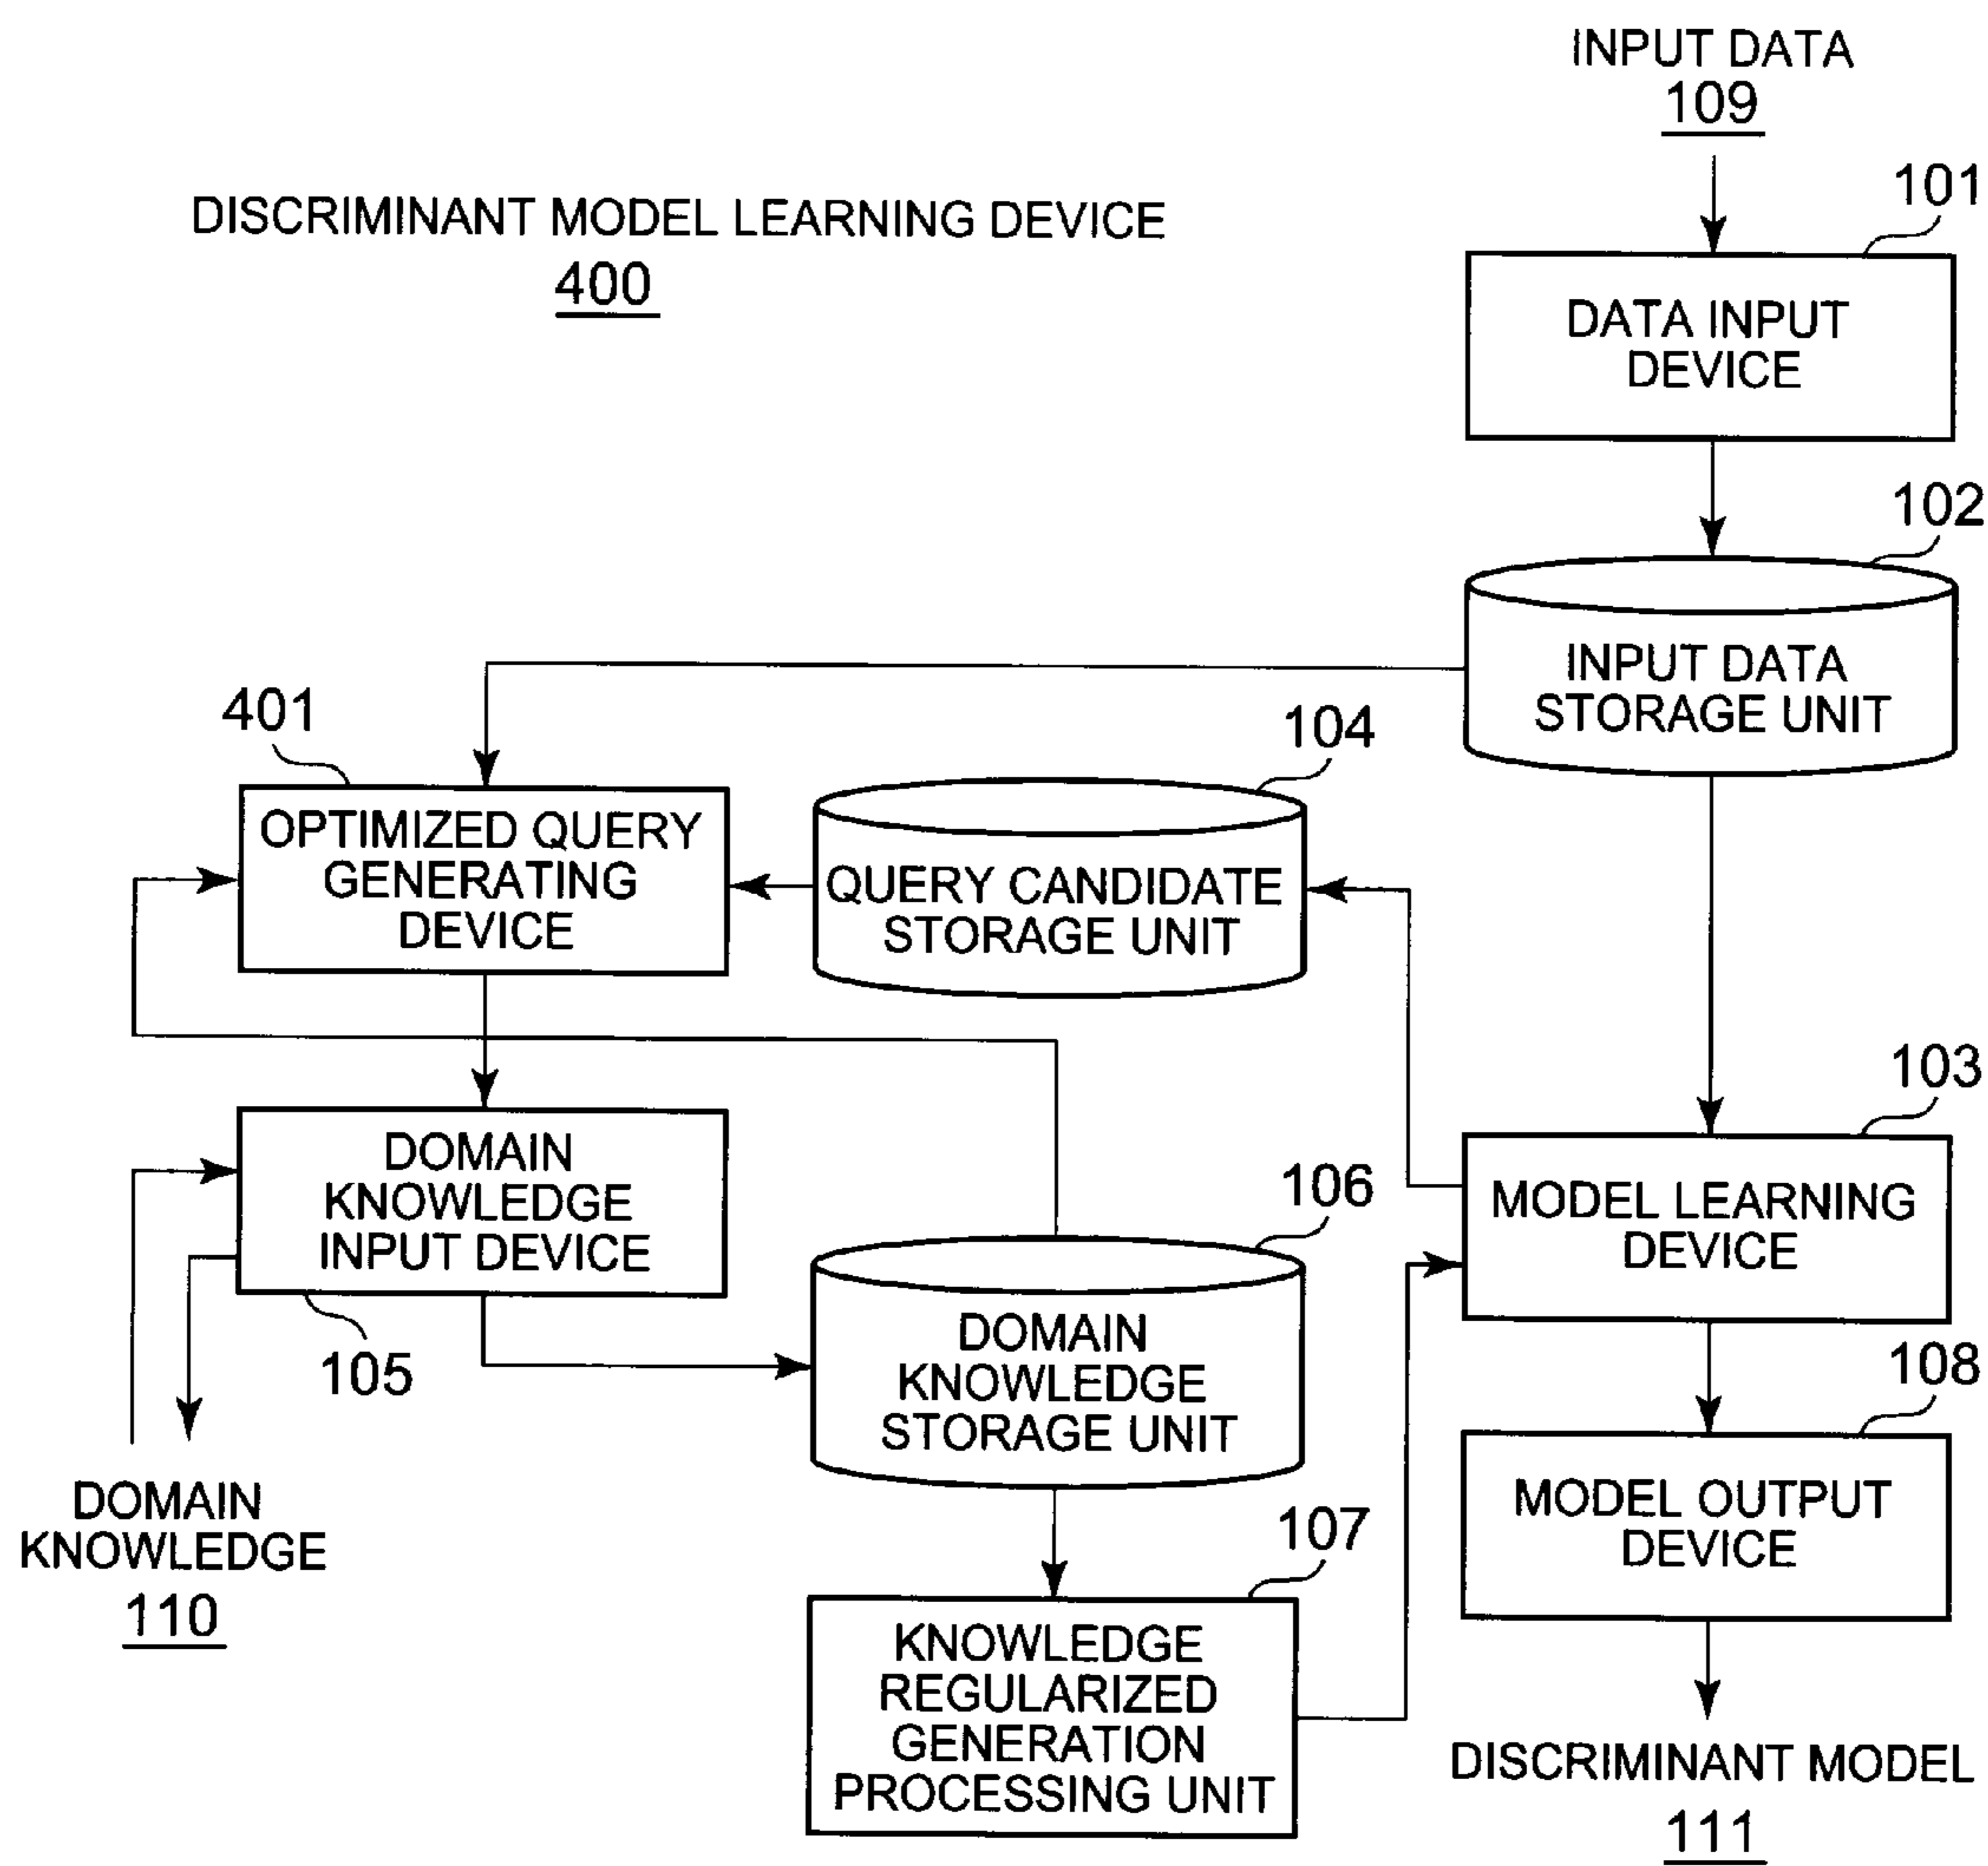 INPUT DATA
109
DISCRIMINANT MODEL LEARNING DEVICE
400
101
DATA INPUT
DEVICE
102
INPUT DATA
STORAGE UNIT
401
OPTIMIZED QUERY
GENERATING
DEVICE
104
QUERY CANDIDATE
STORAGE UNIT
103
MODEL LEARNING
DEVICE
DOMAIN
KNOWLEDGE
INPUT DEVICE
105
106
DOMAIN
KNOWLEDGE
STORAGE UNIT
108
MODEL OUTPUT
DEVICE
DOMAIN
KNOWLEDGE
110
107
KNOWLEDGE
REGULARIZED
GENERATION
PROCESSING UNIT
DISCRIMINANT MODEL
111